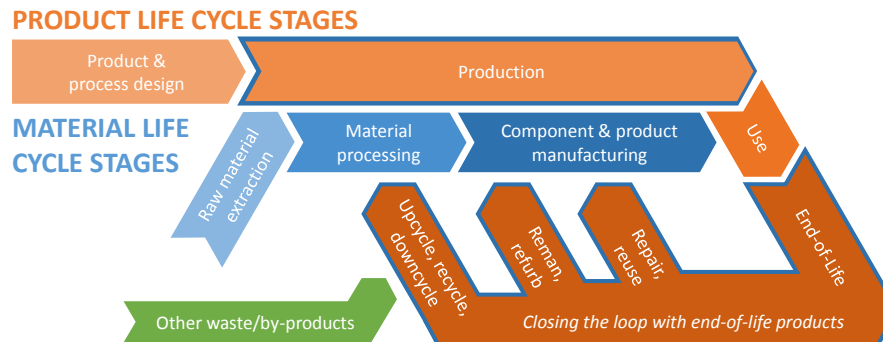 PRODUCT LIFE CYCLE STAGES
Product &
process design
Production
MATERIAL LIFE
CYCLE STAGES
Raw material
extraction
Material
processing
Component & product
manufacturing
Use
Upcycle, recycle,
downcycle
Reman,
refurb
Repair,
reuse
End-of-Life
Other waste/by-products
Closing the loop with end-of-life products